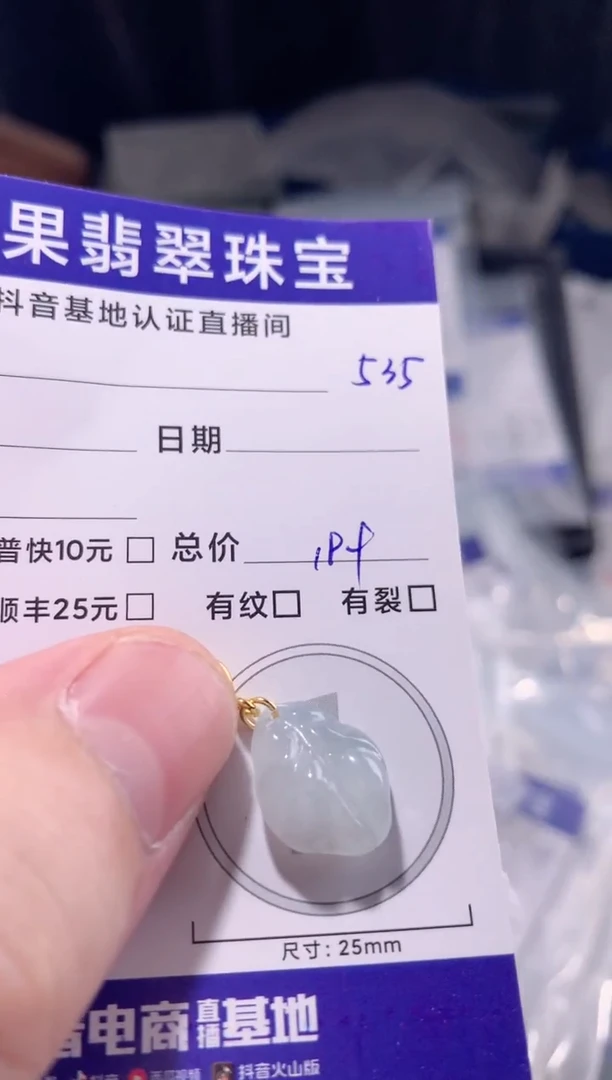 果翡翠珠宝
抖音基地认证直播间
535
日期
普快10元 总价
顺丰25元 有纹 有裂
尺寸: 25mm
电商直播基地
抖音 抖音火山版